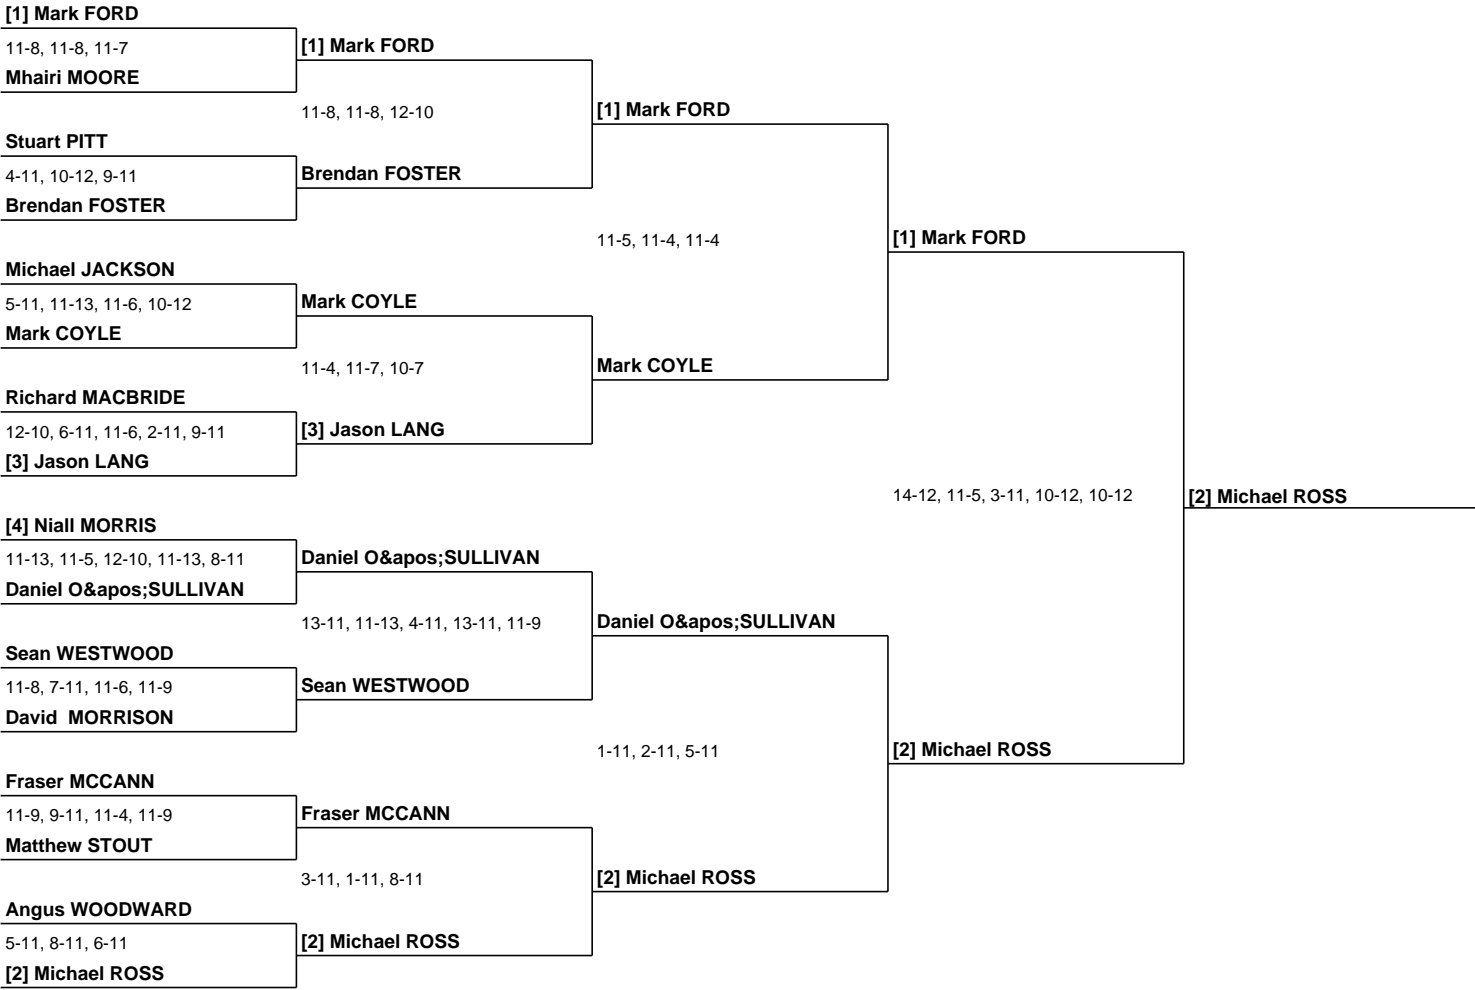 [1] Mark FORD
11-8, 11-8, 11-7
Mhairi MOORE
Stuart PITT
4-11, 10-12, 9-11
Brendan FOSTER
Michael JACKSON
5-11, 11-13, 11-6, 10-12
Mark COYLE
Richard MACBRIDE
12-10, 6-11, 11-6, 2-11, 9-11
[3] Jason LANG
[4] Niall MORRIS
11-13, 11-5, 12-10, 11-13, 8-11
Daniel O&apos;SULLIVAN
Sean WESTWOOD
11-8, 7-11, 11-6, 11-9
David  MORRISON
Fraser MCCANN
11-9, 9-11, 11-4, 11-9
Matthew STOUT
Angus WOODWARD
5-11, 8-11, 6-11
[2] Michael ROSS
[1] Mark FORD
11-8, 11-8, 12-10
Brendan FOSTER
Mark COYLE
11-4, 11-7, 10-7
[3] Jason LANG
Daniel O&apos;SULLIVAN
13-11, 11-13, 4-11, 13-11, 11-9
Sean WESTWOOD
Fraser MCCANN
3-11, 1-11, 8-11
[2] Michael ROSS
[1] Mark FORD
11-5, 11-4, 11-4
Mark COYLE
Daniel O&apos;SULLIVAN
1-11, 2-11, 5-11
[2] Michael ROSS
[1] Mark FORD
14-12, 11-5, 3-11, 10-12, 10-12
[2] Michael ROSS
[2] Michael ROSS